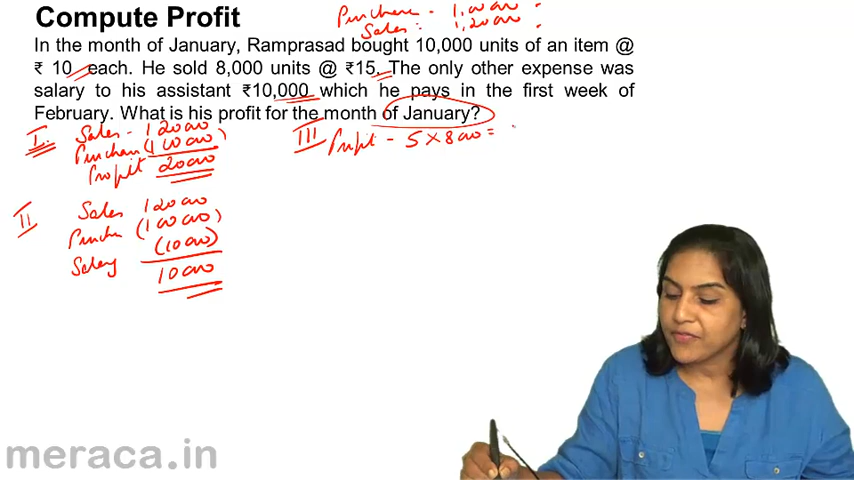 Compute Profit
Purchase - 1,00,000 :
Sales : 1,20,000 :
In the month of January, Ramprasad bought 10,000 units of an item @
₹ 10 each. He sold 8,000 units @ ₹15. The only other expense was
salary to his assistant ₹10,000 which he pays in the first week of
February. What is his profit for the month of January?
I. Sales - 120000
Purchase (100000)
Profit 20000
II
Sales 120000
Purchase (100000)
Salary (10000)
10000
III Profit - 5 × 8000 =
meraca.in